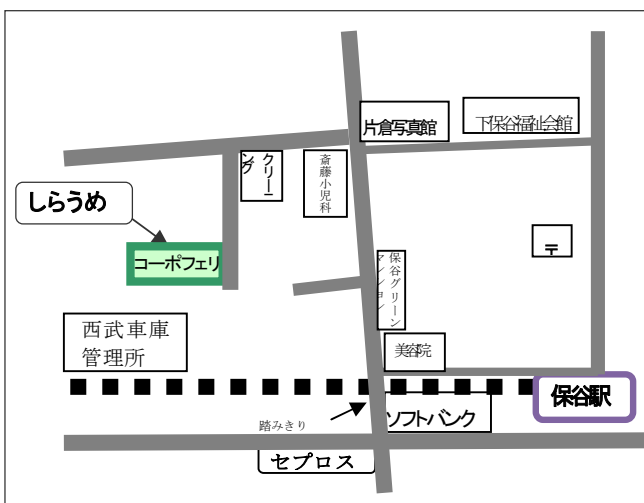 片倉写真館
下保谷福祉会館
クリーニング
斎藤小児科
しらうめ
コーポフェリ
〒
保谷グリーン
マンション
西武車庫
管理所
美容院
保谷駅
踏みきり
ソフトバンク
セプロス